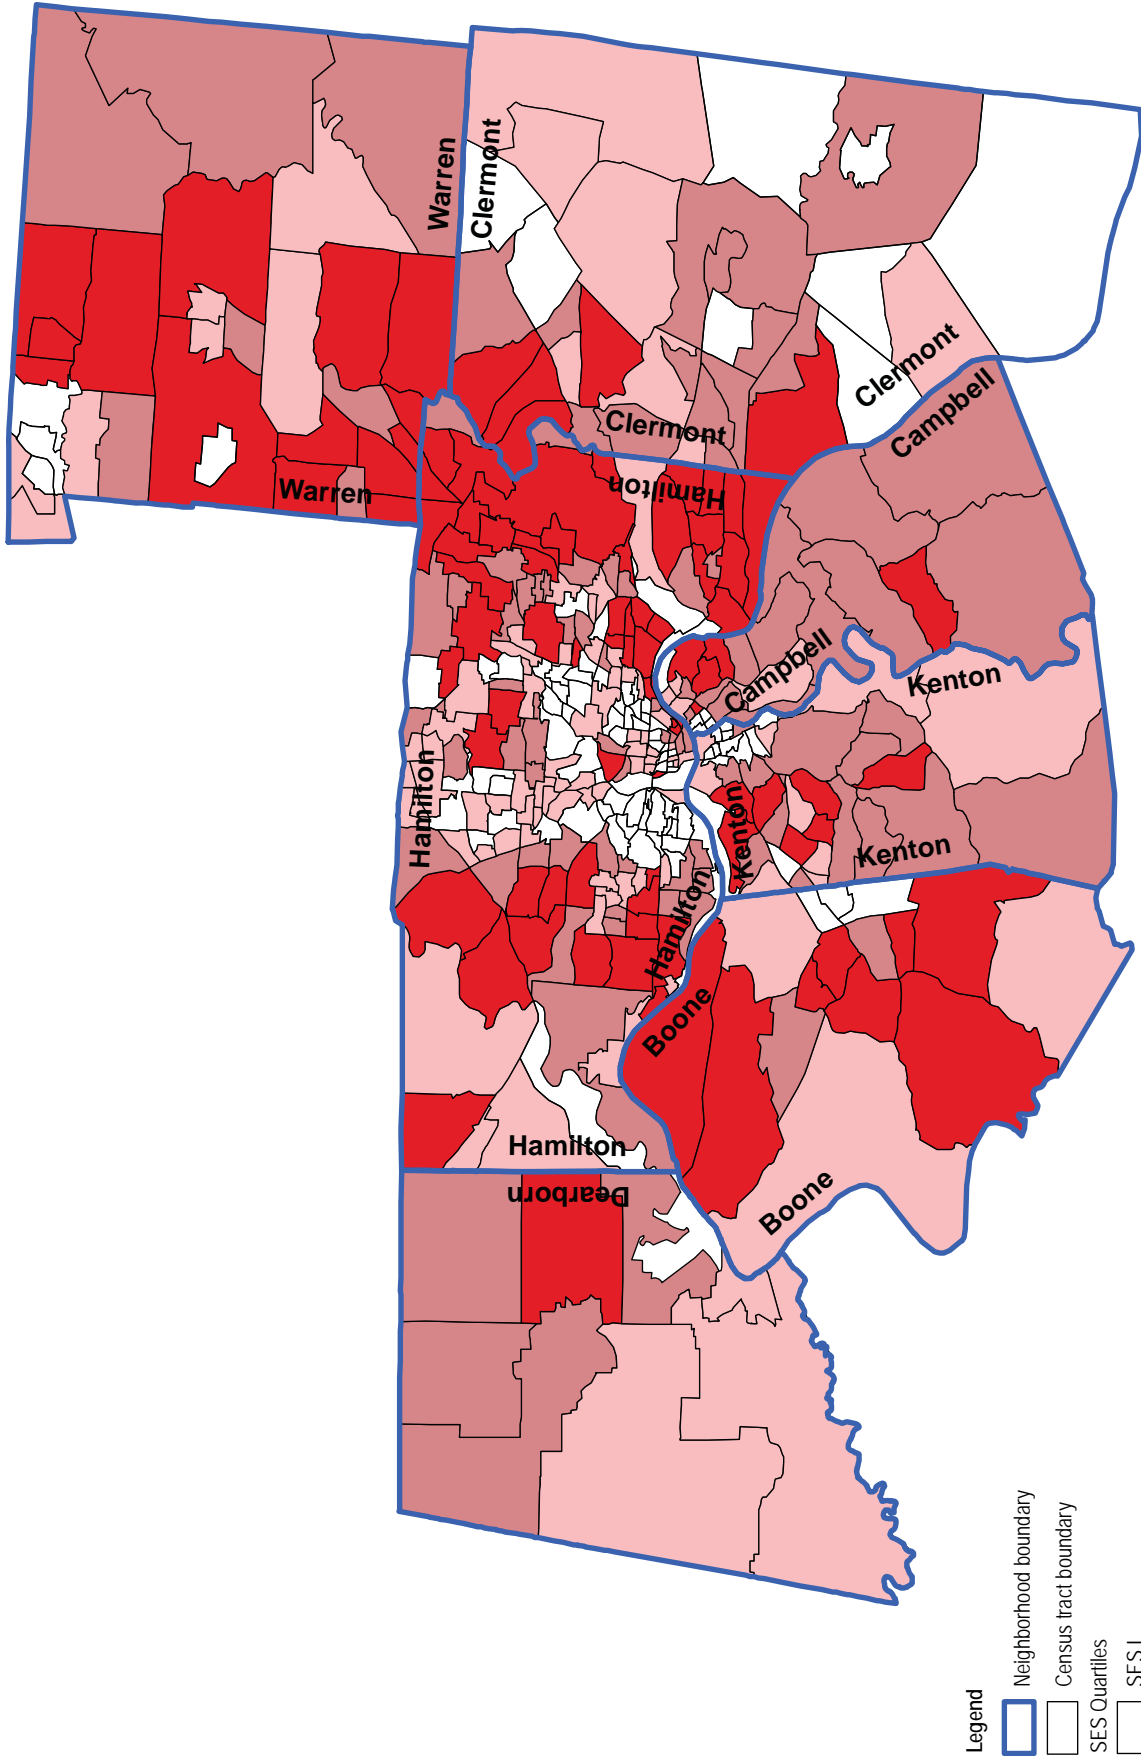 Warren
Clermont
Warren
Clermont
Hamilton
Clermont
Campbell
Hamilton
Campbell
Kenton
Kenton
Kenton
Hamilton
Boone
Hamilton
Dearborn
Boone
Legend
Neighborhood boundary
Census tract boundary
SES Quartiles
SES I